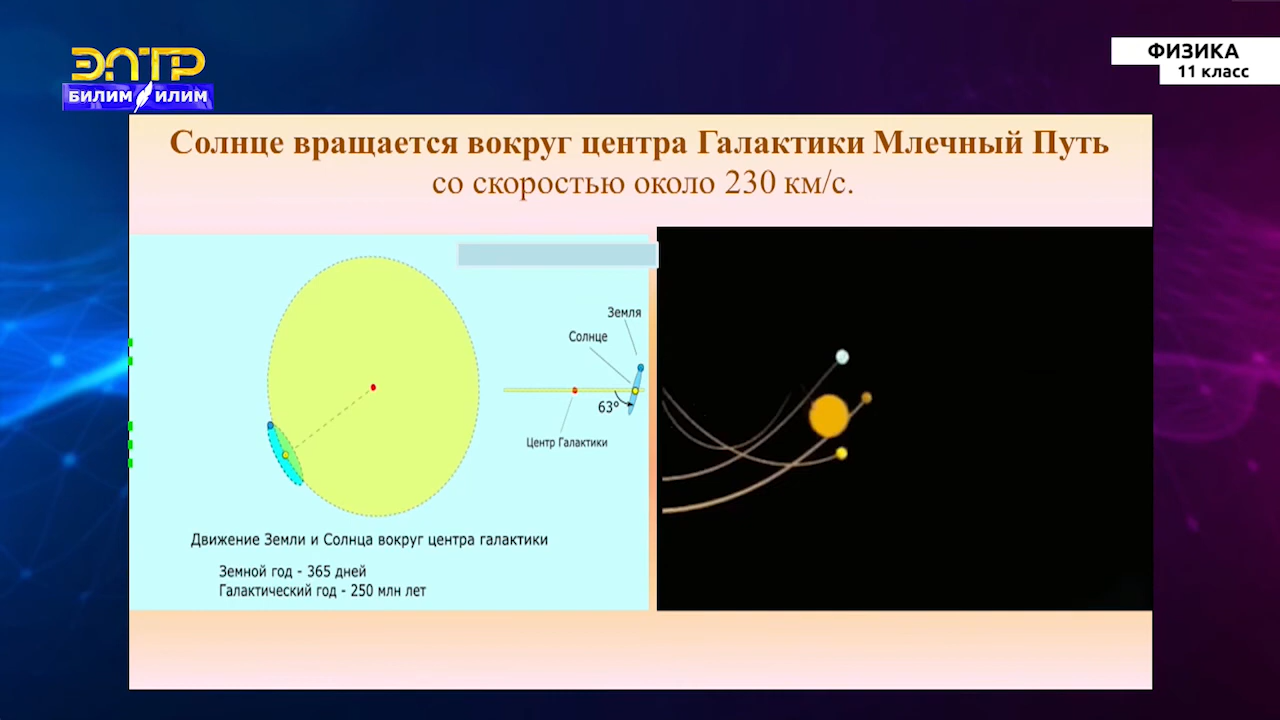 ЭЛТР
БИЛИМ ИЛИМ
ФИЗИКА
11 класс
Солнце вращается вокруг центра Галактики Млечный Путь
со скоростью около 230 км/с.
Земля
Солнце
63°
Центр Галактики
Движение Земли и Солнца вокруг центра галактики
Земной год - 365 дней
Галактический год - 250 млн лет